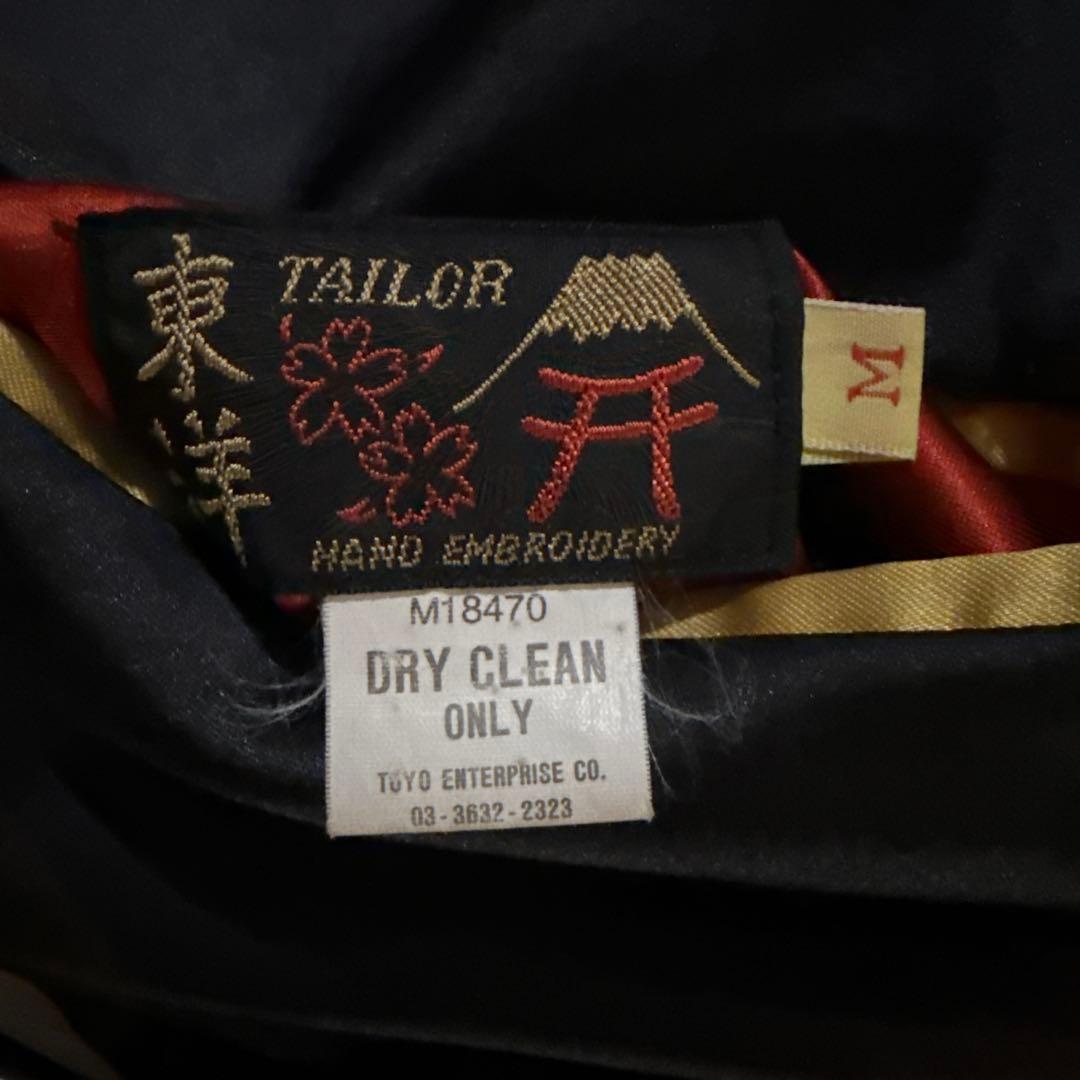 東洋
TAILOR
HAND EMBROIDERY
M
M18470
DRY CLEAN
ONLY
TOYO ENTERPRISE CO.
03-3632-2323